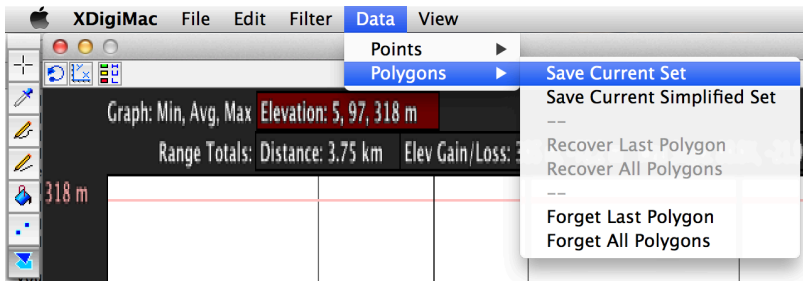 XDigiMac File Edit Filter Data View
Points
Polygons
Save Current Set
Save Current Simplified Set
--
Recover Last Polygon
Recover All Polygons
--
Forget Last Polygon
Forget All Polygons
Graph: Min, Avg, Max Elevation: 5, 97, 318 m
Range Totals: Distance: 3.75 km Elev Gain/Loss:
318 m